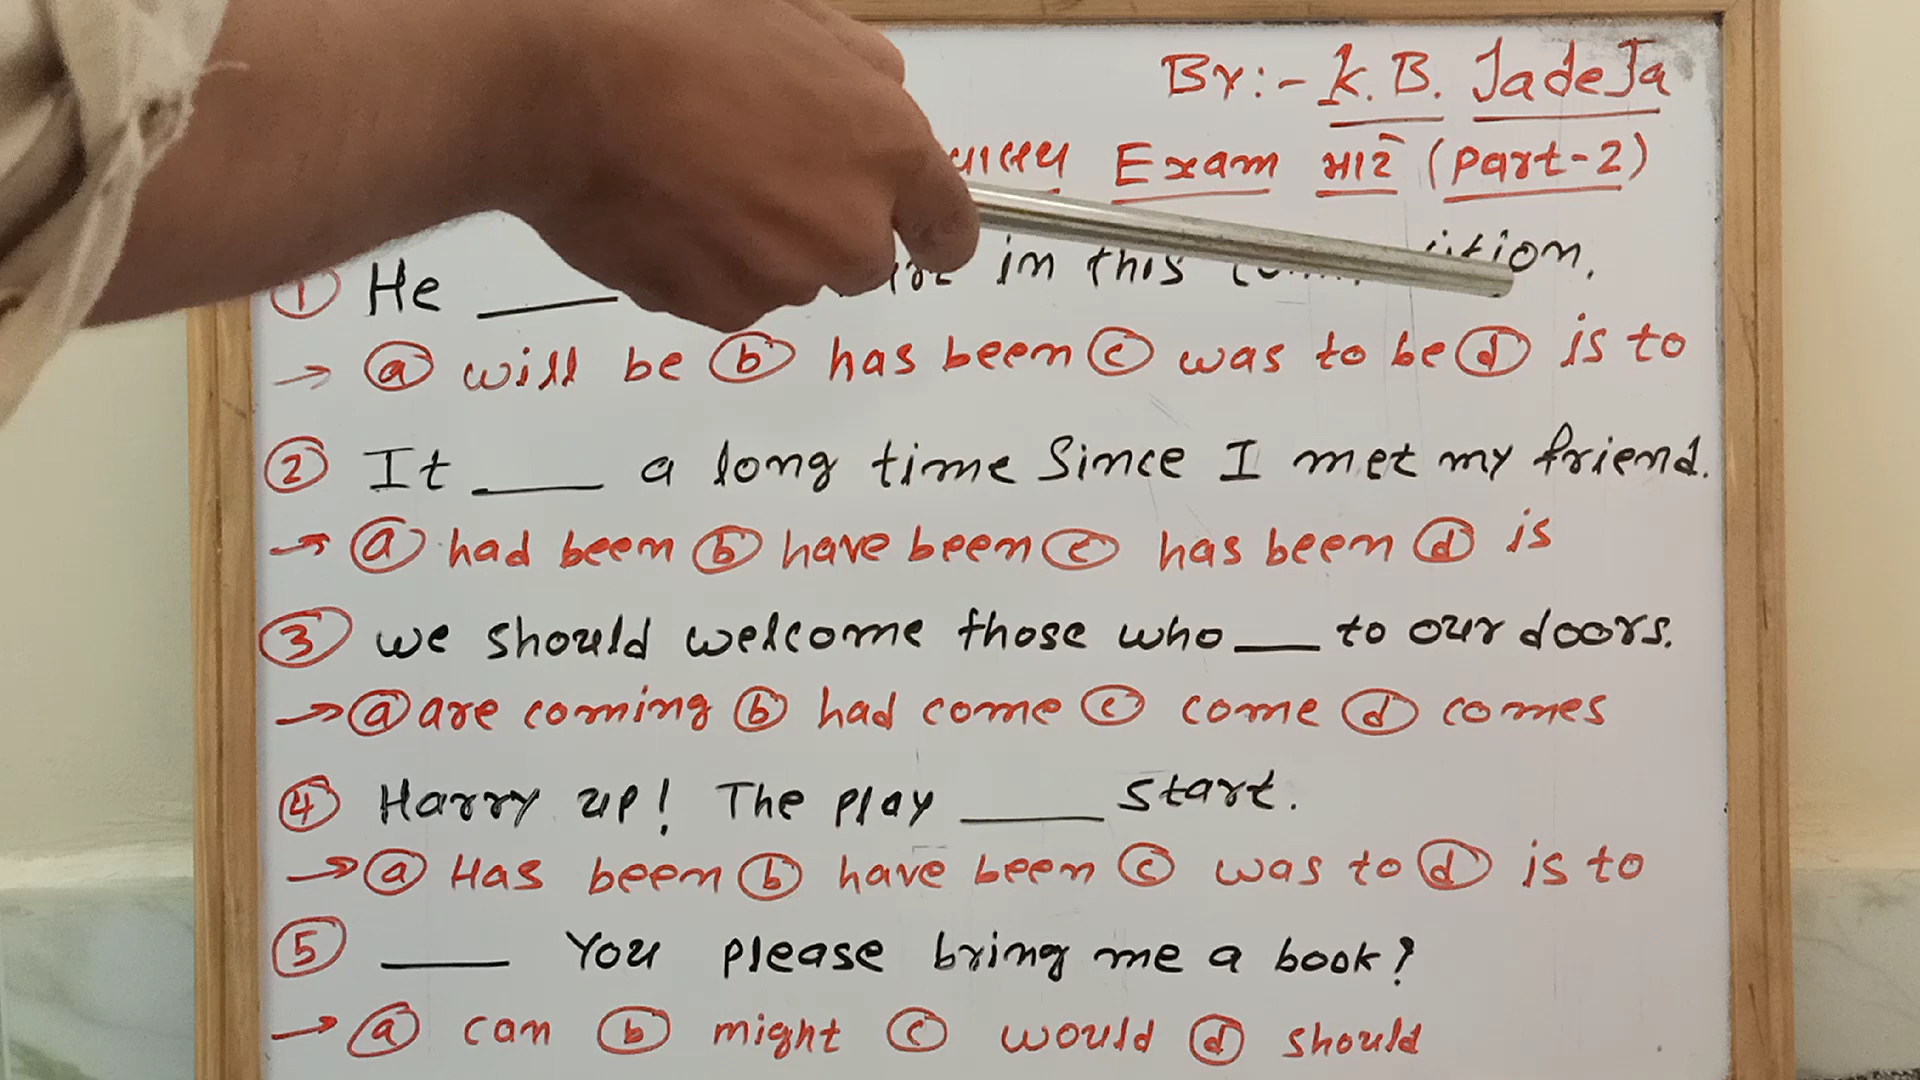 By:- K. B. JadeJa
Exam માટે (Part-2)
① He ____ in this
→ ⓐ will be ⓑ has been ⓒ was to be ⓓ is to
② It ____ a long time Since I met my friend.
→ ⓐ had been ⓑ have been ⓒ has been ⓓ is
③ we should welcome those who ___ to our doors.
→ ⓐ are coming ⓑ had come ⓒ come ⓓ comes
④ Harry up! The play ____ start.
→ ⓐ Has been ⓑ have been ⓒ was to ⓓ is to
⑤ ____ You please bring me a book?
→ ⓐ can ⓑ might ⓒ would ⓓ should